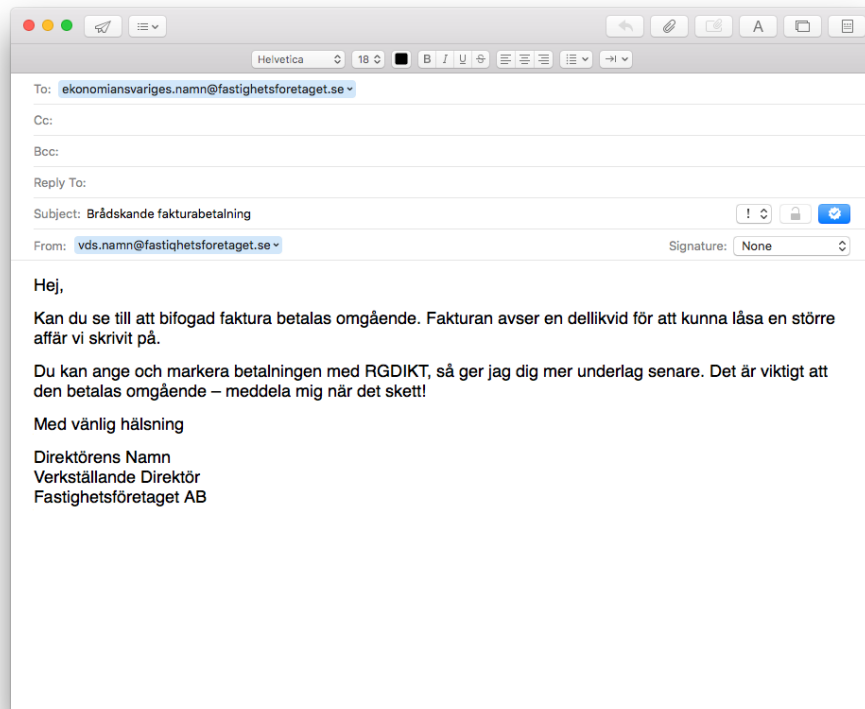 Helvetica 18 B I U S
A
To: ekonomiansvariges.namn@fastighetsforetaget.se
Cc:
Bcc:
Reply To:
Subject: Brådskande fakturabetalning !
From: vds.namn@fastiqhetsforetaget.se Signature: None
Hej,
Kan du se till att bifogad faktura betalas omgående. Fakturan avser en dellikvid för att kunna låsa en större
affär vi skrivit på.
Du kan ange och markera betalningen med RGDIKT, så ger jag dig mer underlag senare. Det är viktigt att
den betalas omgående – meddela mig när det skett!
Med vänlig hälsning
Direktörens Namn
Verkställande Direktör
Fastighetsföretaget AB